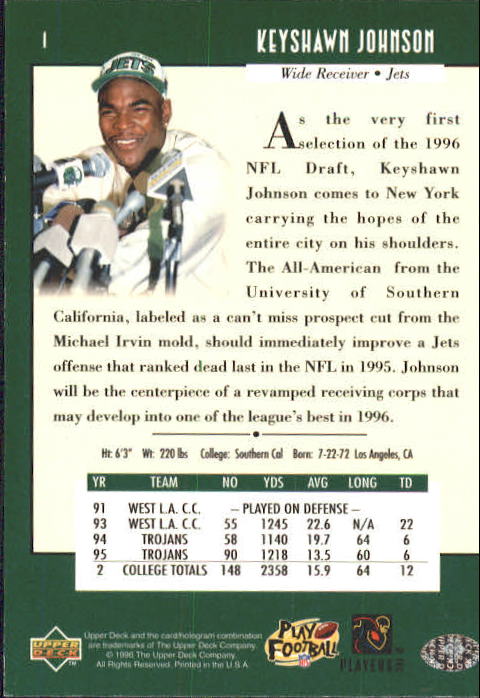 1
KEYSHAWN JOHNSON
Wide Receiver • Jets
JETS
As the very first
selection of the 1996
NFL Draft, Keyshawn
Johnson comes to New York
carrying the hopes of the
entire city on his shoulders.
The All-American from the
University of Southern
California, labeled as a can't miss prospect cut from the
Michael Irvin mold, should immediately improve a Jets
offense that ranked dead last in the NFL in 1995. Johnson
will be the centerpiece of a revamped receiving corps that
may develop into one of the league's best in 1996.
Ht: 6'3" Wt: 220 lbs College: Southern Cal Born: 7-22-72 Los Angeles, CA
YR TEAM NO YDS AVG LONG TD
91 WEST L.A. C.C. – PLAYED ON DEFENSE –
93 WEST L.A. C.C. 55 1245 22.6 N/A 22
94 TROJANS 58 1140 19.7 64 6
95 TROJANS 90 1218 13.5 60 6
2 COLLEGE TOTALS 148 2358 15.9 64 12
UPPER DECK TM
Upper Deck and the card/hologram combination
are trademarks of The Upper Deck Company.
© 1996 The Upper Deck Company.
All Rights Reserved. Printed in the U.S.A.
PLAY FOOTBALL
NFL
PLAYERS